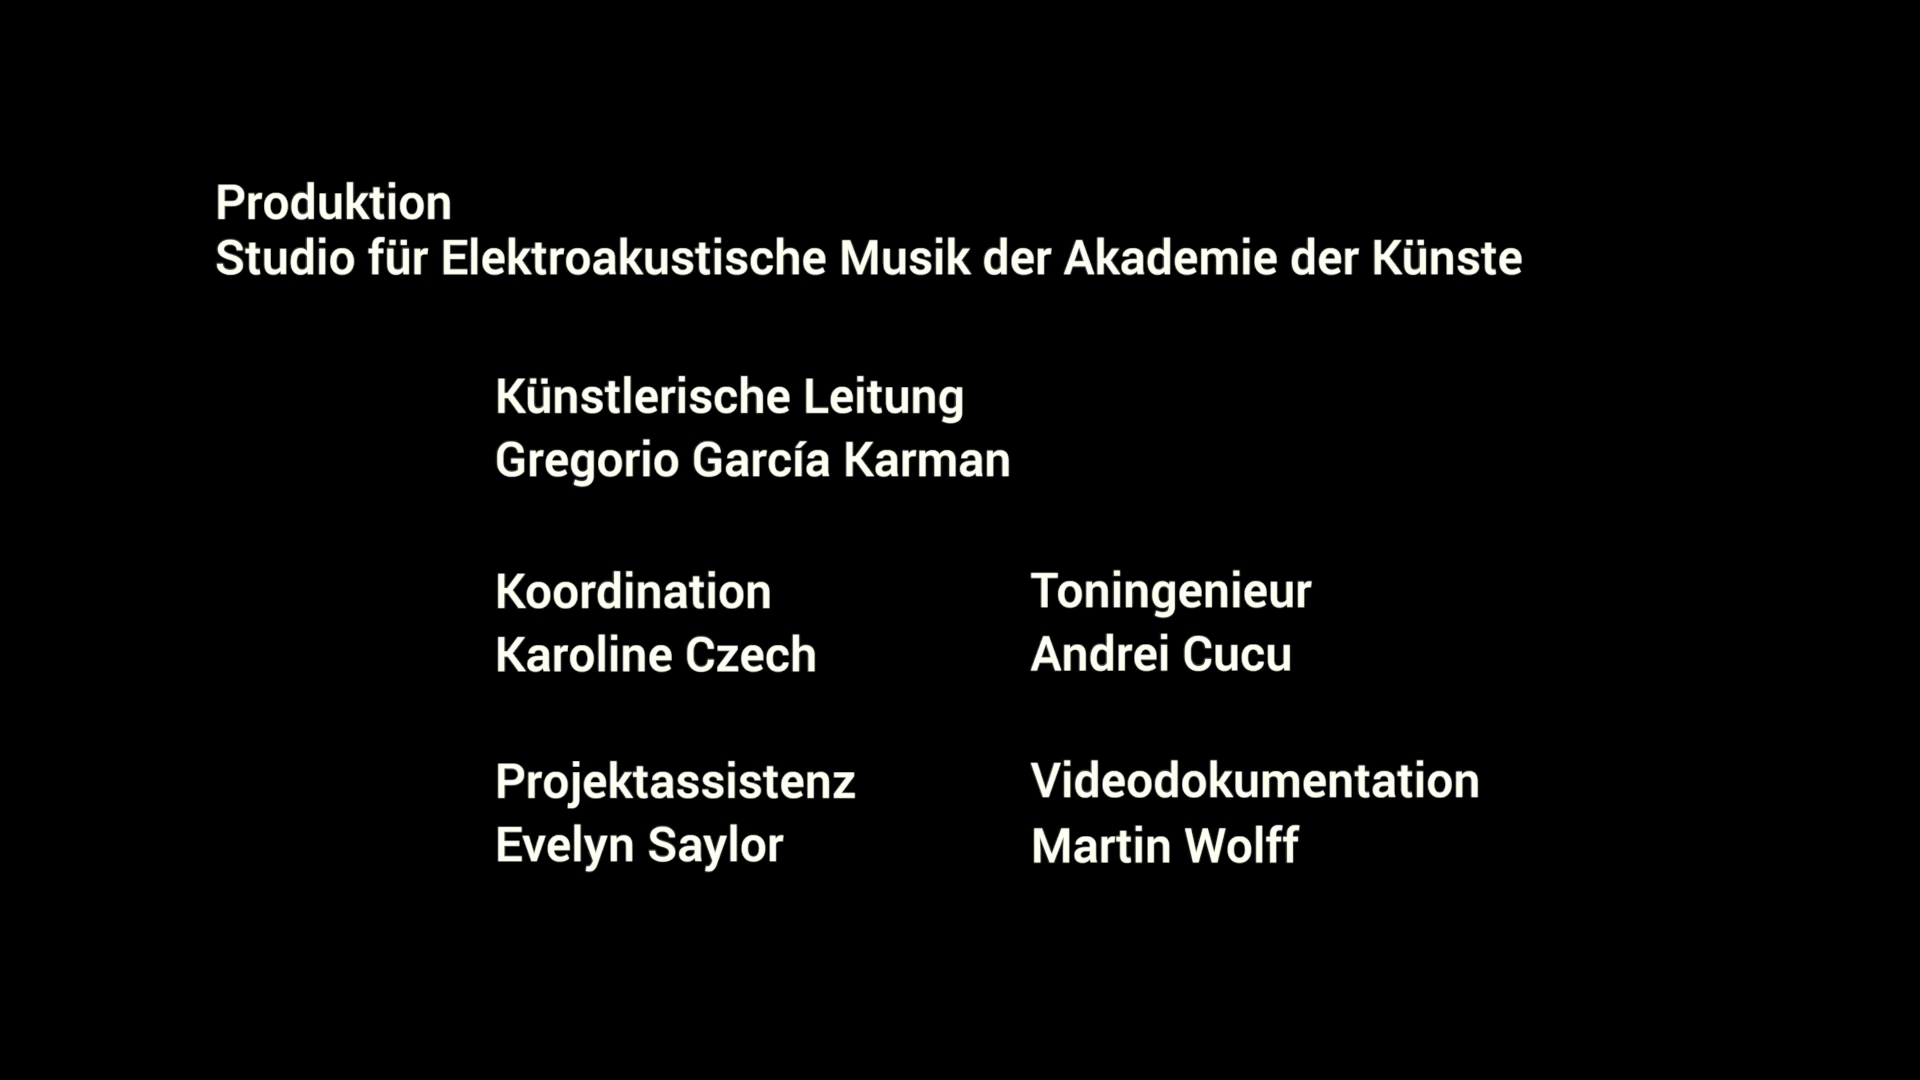 Produktion
Studio für Elektroakustische Musik der Akademie der Künste
Künstlerische Leitung
Gregorio García Karman
Koordination
Karoline Czech
Toningenieur
Andrei Cucu
Projektassistenz
Evelyn Saylor
Videodokumentation
Martin Wolff